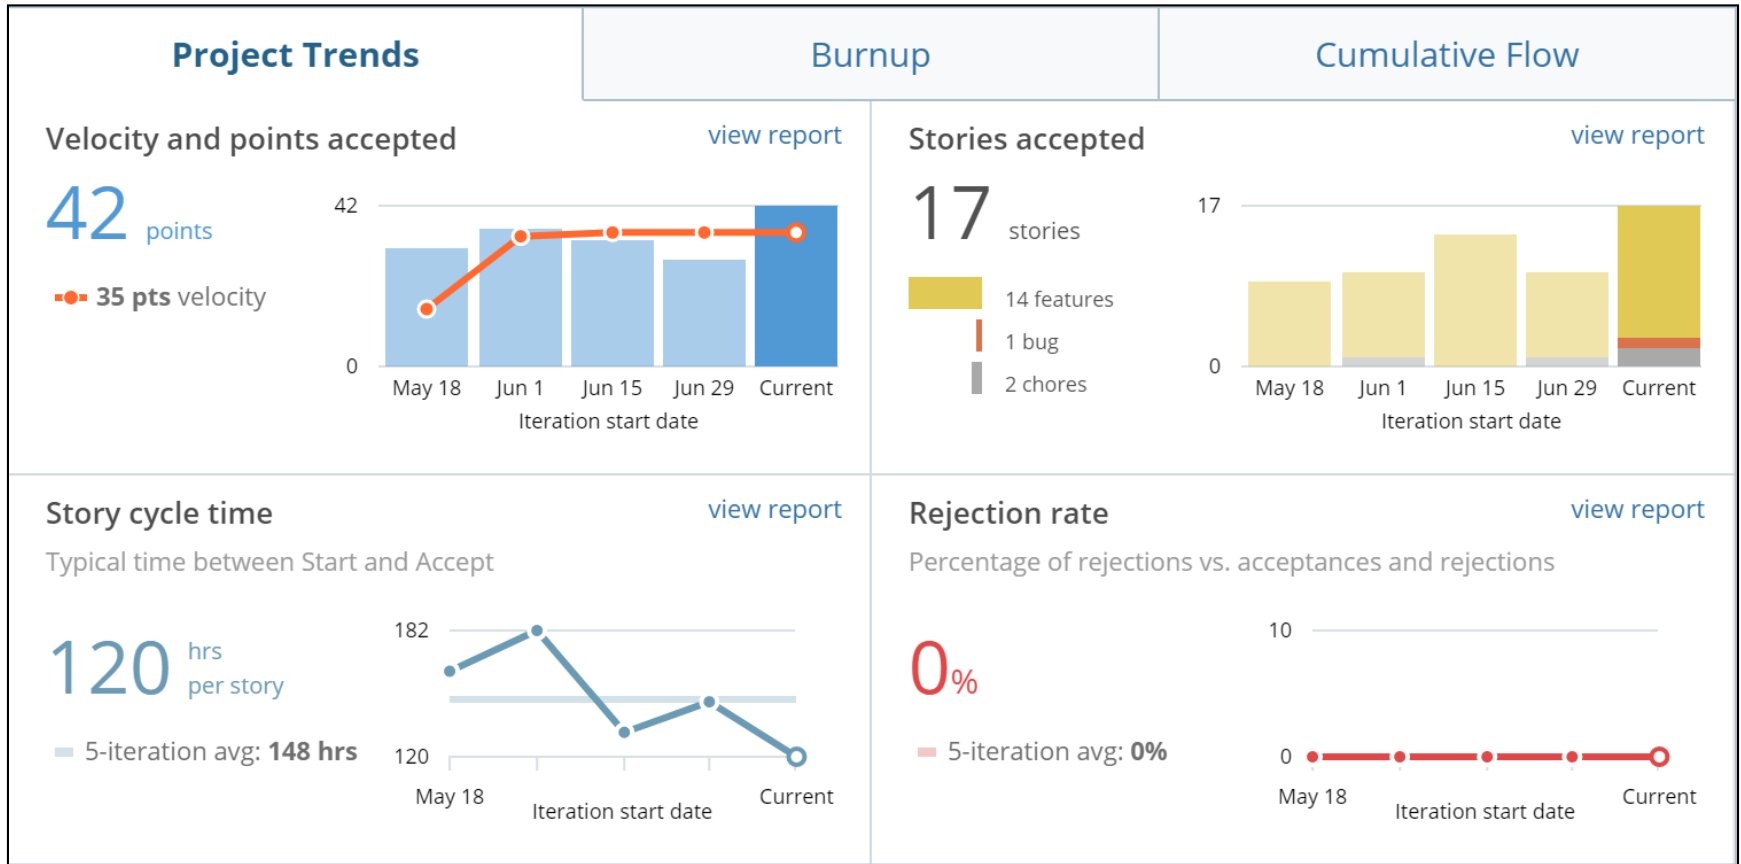 Project Trends
Burnup
Cumulative Flow
Velocity and points accepted
view report
42 points
35 pts velocity
42
0
May 18 Jun 1 Jun 15 Jun 29 Current
Iteration start date
Stories accepted
view report
17 stories
14 features
1 bug
2 chores
17
0
May 18 Jun 1 Jun 15 Jun 29 Current
Iteration start date
Story cycle time
view report
Typical time between Start and Accept
120 hrs
per story
5-iteration avg: 148 hrs
182
120
May 18 Current
Iteration start date
Rejection rate
view report
Percentage of rejections vs. acceptances and rejections
0%
5-iteration avg: 0%
10
0
May 18 Current
Iteration start date